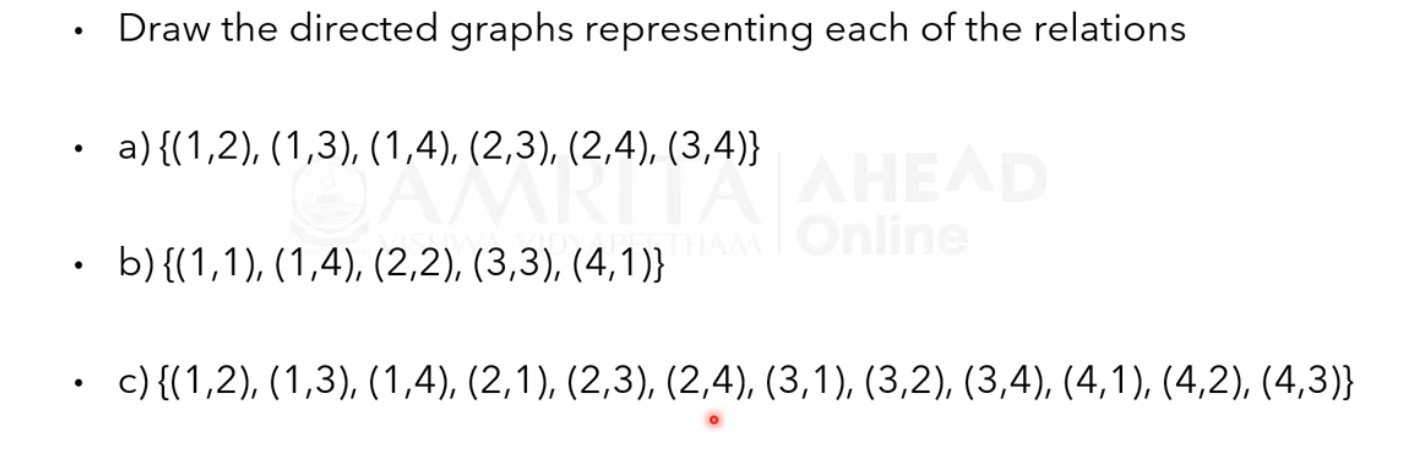 • Draw the directed graphs representing each of the relations
• a) {(1,2), (1,3), (1,4), (2,3), (2,4), (3,4)}
AMRITA AHEAD
VISHWA VIDYAPEETHAM Online
• b) {(1,1), (1,4), (2,2), (3,3), (4,1)}
• c) {(1,2), (1,3), (1,4), (2,1), (2,3), (2,4), (3,1), (3,2), (3,4), (4,1), (4,2), (4,3)}